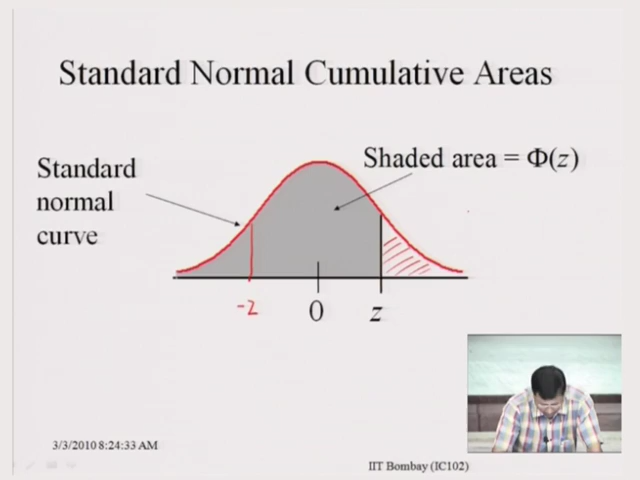 Standard Normal Cumulative Areas
Standard
normal
curve
Shaded area = Φ(z)
-2
0
z
3/3/2010 8:24:33 AM
IIT Bombay (IC102)